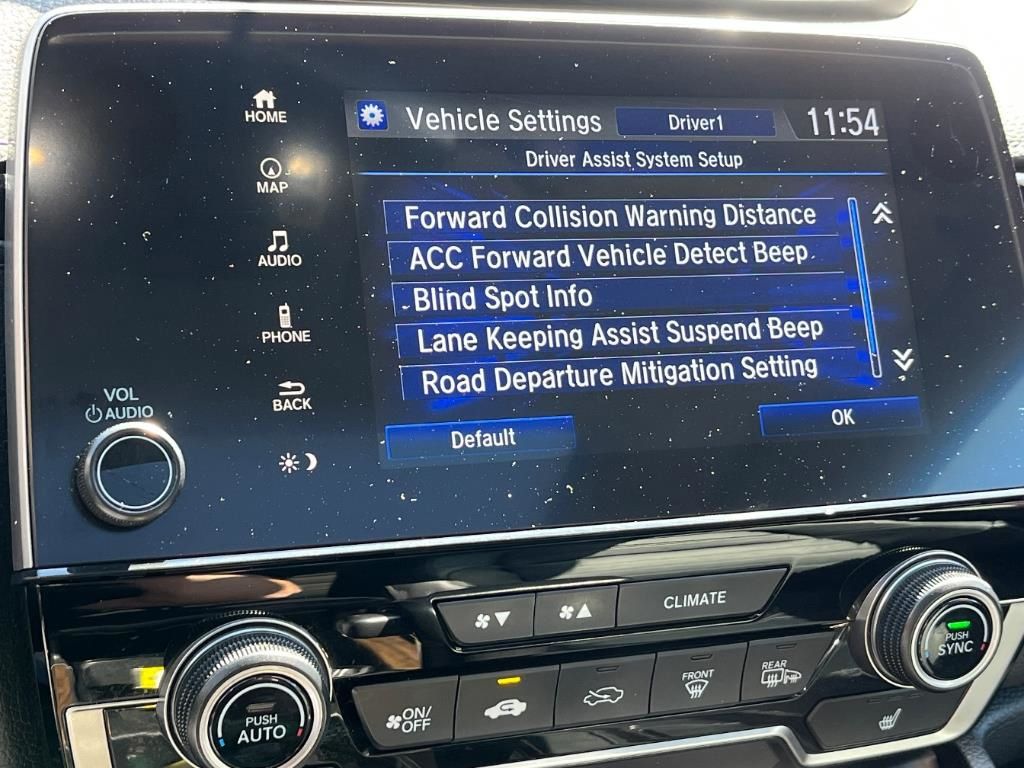 HOME
MAP
AUDIO
PHONE
BACK
VOL
AUDIO
Vehicle Settings
Driver1
11:54
Driver Assist System Setup
Forward Collision Warning Distance
ACC Forward Vehicle Detect Beep
Blind Spot Info
Lane Keeping Assist Suspend Beep
Road Departure Mitigation Setting
Default
OK
CLIMATE
PUSH
AUTO
ON/
OFF
FRONT
REAR
PUSH
SYNC